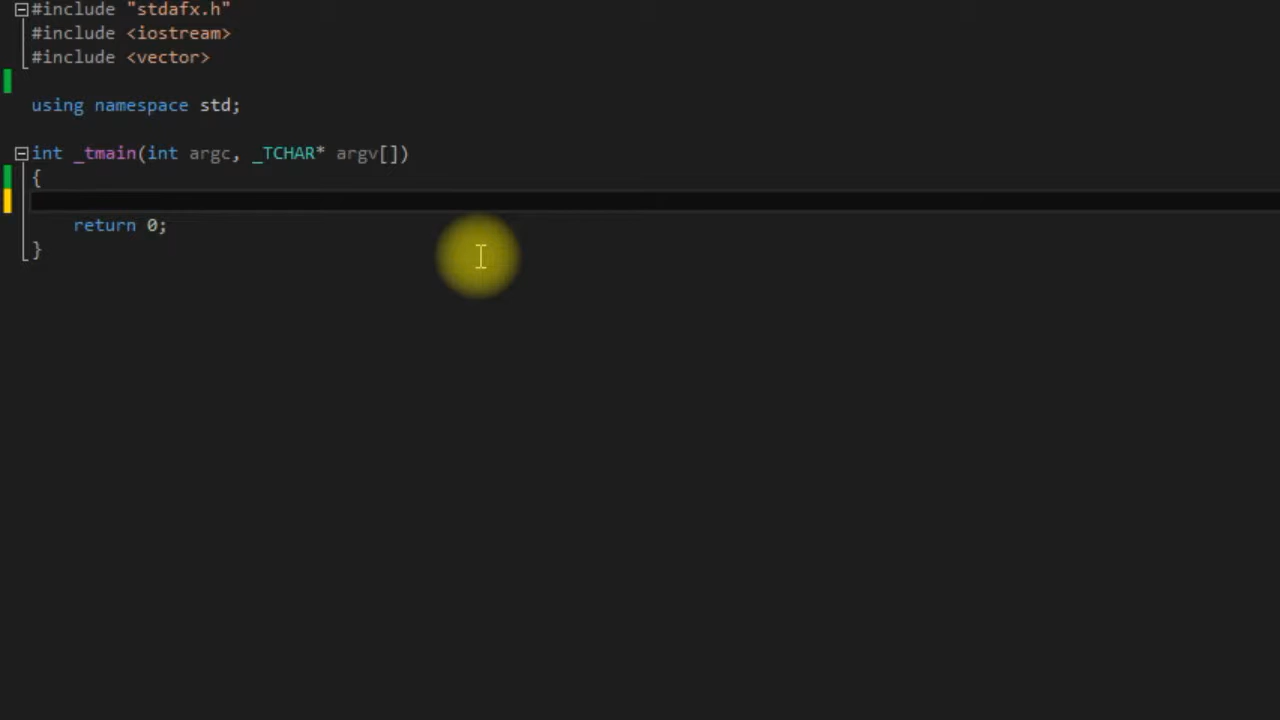 #include "stdafx.h"
#include <iostream>
#include <vector>
using namespace std;
int _tmain(int argc, _TCHAR* argv[])
{
return 0;
}